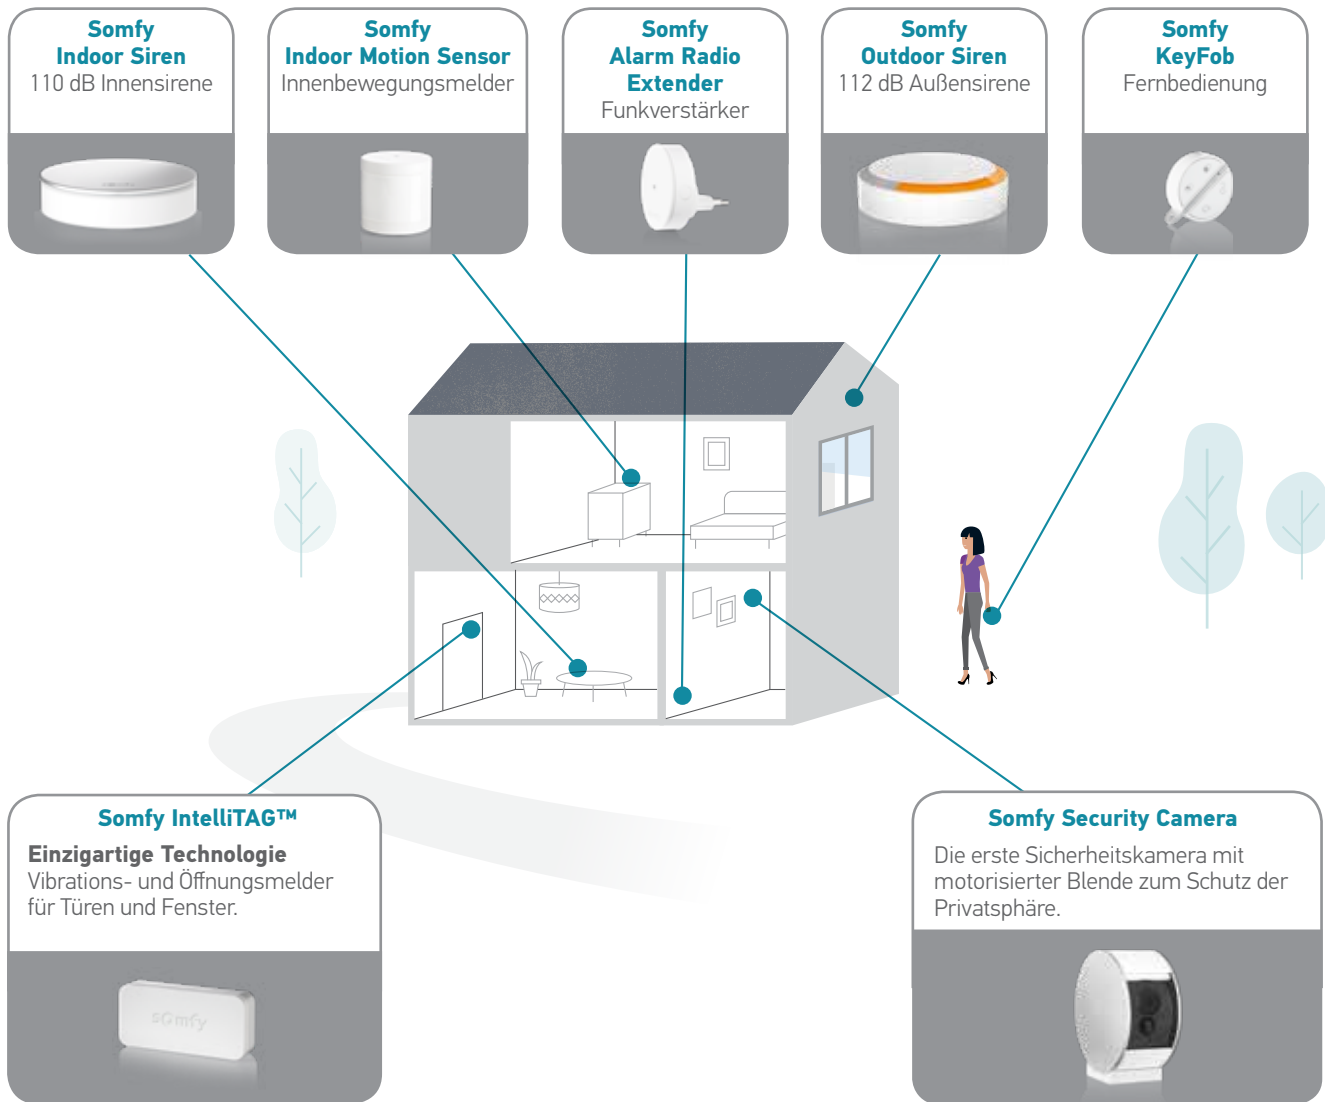 Somfy
Indoor Siren
110 dB Innensirene
Somfy
Indoor Motion Sensor
Innenbewegungsmelder
Somfy
Alarm Radio
Extender
Funkverstärker
Somfy
Outdoor Siren
112 dB Außensirene
Somfy
KeyFob
Fernbedienung
somfy
Somfy IntelliTAG™
Einzigartige Technologie
Vibrations- und Öffnungsmelder
für Türen und Fenster.
somfy
Somfy Security Camera
Die erste Sicherheitskamera mit
motorisierter Blende zum Schutz der
Privatsphäre.